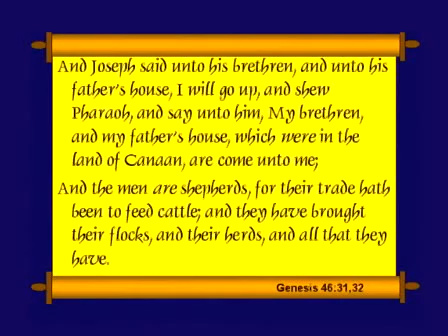 And Joseph said unto his brethren, and unto his
father's house, I will go up, and shew
Pharaoh, and say unto him, My brethren,
and my father's house, which were in the
land of Canaan, are come unto me;
And the men are shepherds, for their trade hath
been to feed cattle; and they have brought
their flocks, and their herds, and all that they
have.
Genesis 46:31,32